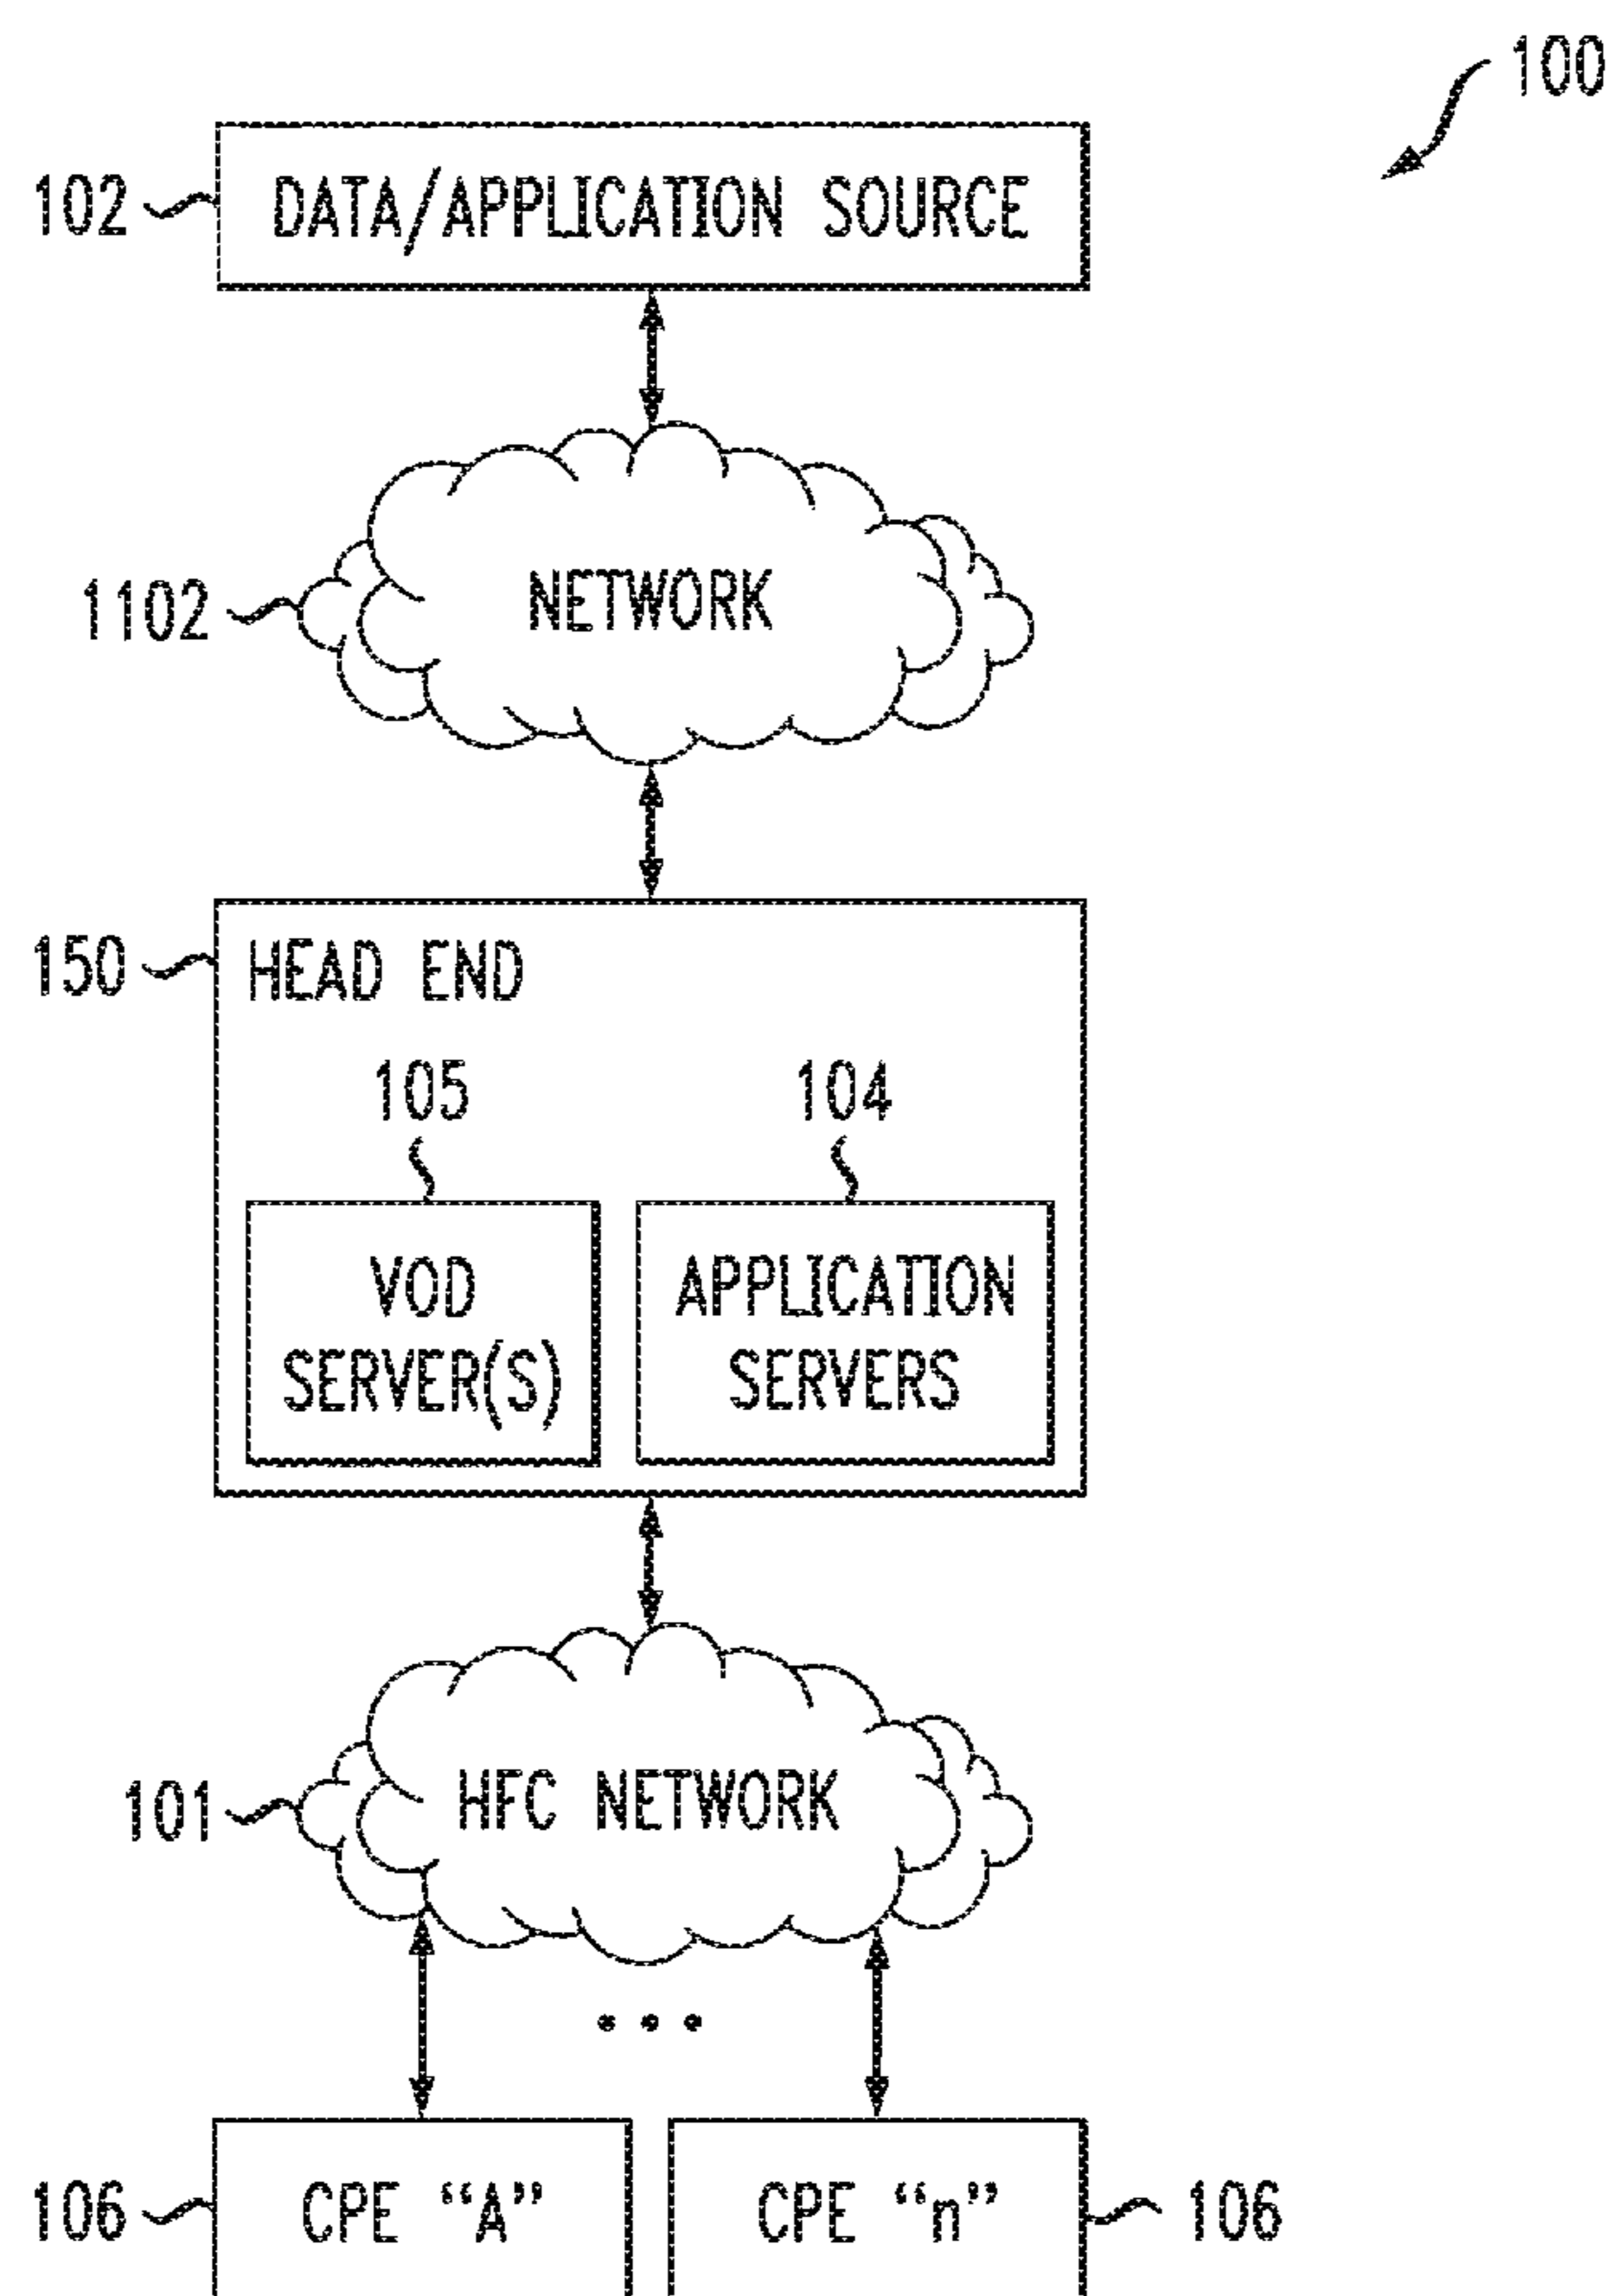 100
102 DATA/APPLICATION SOURCE
1102 NETWORK
150 HEAD END
105 104
VOD SERVER(S)
APPLICATION SERVERS
101 HFC NETWORK
• • •
106 CPE “A”
CPE “n” 106